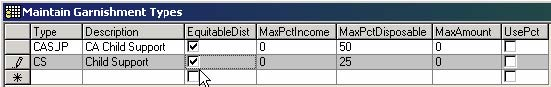 Maintain Garnishment Types
Type Description EquitableDist MaxPctIncome MaxPctDisposable MaxAmount UsePct
CASJP CA Child Support 0 50 0
CS Child Support 0 25 0